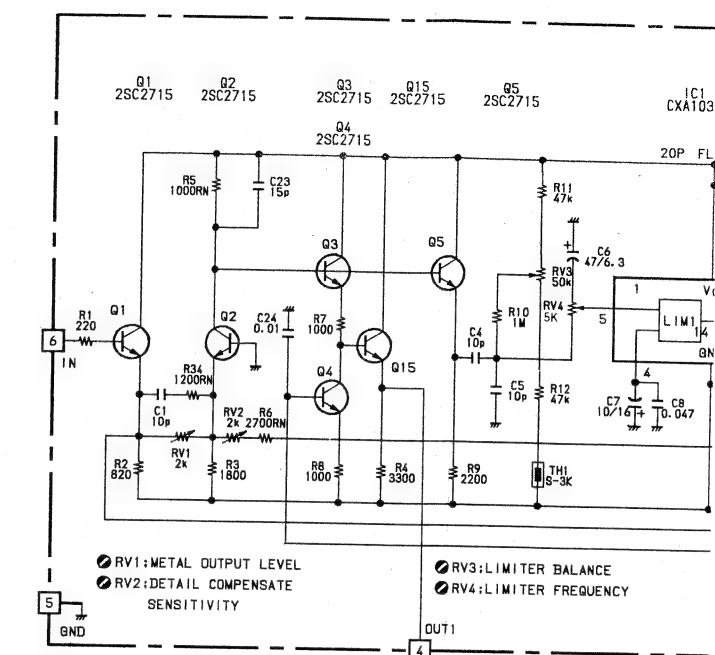 Q1 Q2 Q3 Q15 Q5
2SC2715 2SC2715 2SC2715 2SC2715 2SC2715
Q4
2SC2715
IC1
CXA103
20P FL
R5
1000RN
C23
15p
R11
47k
C6
+
47/6.3
Q3
Q5
RV3
50k
1
R1
220
Q1
Q2
C24
0.01
R7
1000
R10
1M
RV4
5K
5
LIM1
14
GN
6
IN
C4
10p
R34
1200RN
Q4
Q15
4
C1
10p
RV2
2k
R6
2700RN
C5
10p
R12
47k
C7
10/16
+
C8
0.047
RV1
2k
R2
820
R3
1800
R8
1000
R4
3300
R9
2200
TH1
S-3K
RV1:METAL OUTPUT LEVEL
RV2:DETAIL COMPENSATE
SENSITIVITY
RV3:LIMITER BALANCE
RV4:LIMITER FREQUENCY
5
GND
OUT1
4